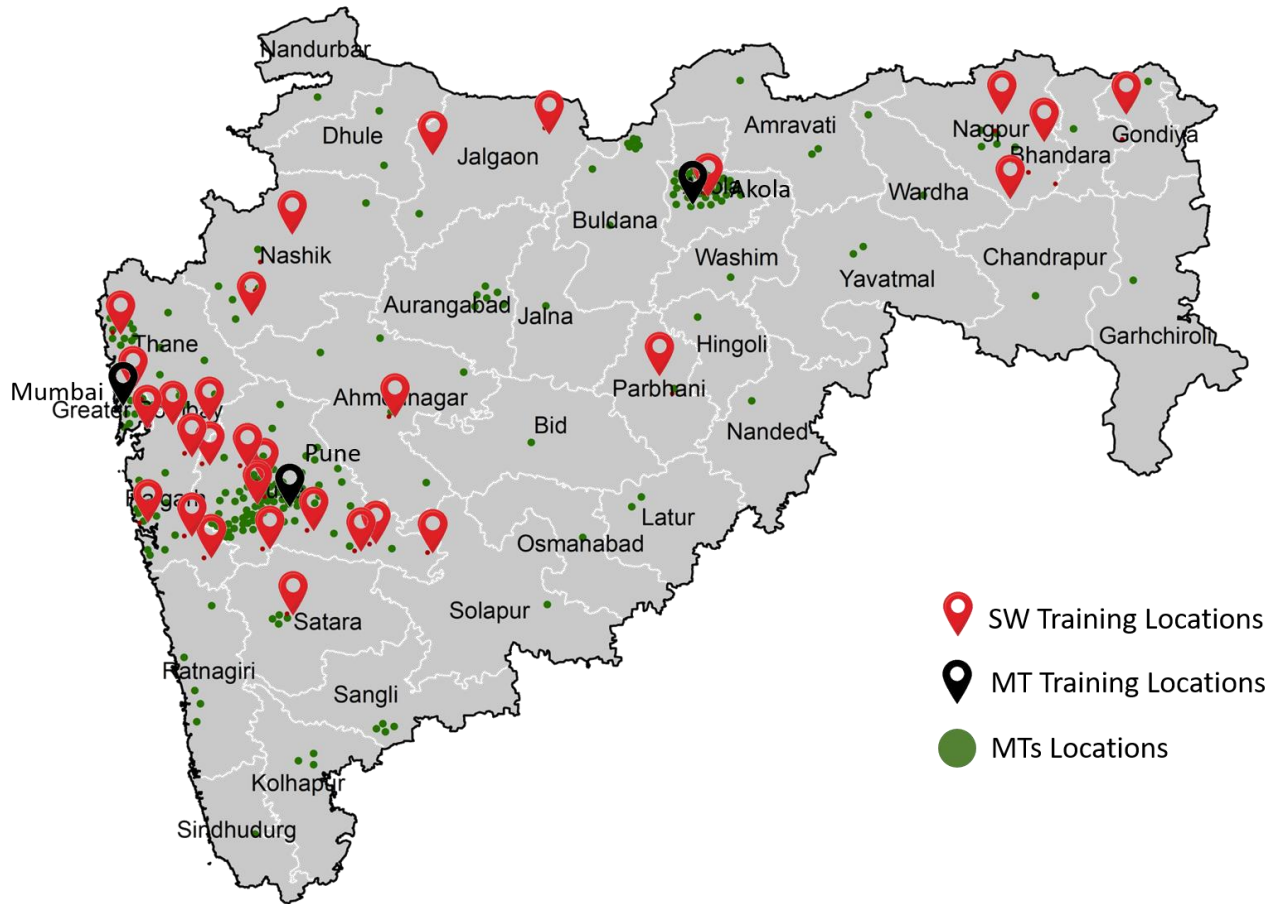 Nandurbar
Dhule
Jalgaon
Amravati
Nagpur
Gondiya
Bhandara
Akola
Wardha
Buldana
Nashik
Washim
Chandrapur
Yavatmal
Aurangabad
Jalna
Hingoli
Garhchiroli
Thane
Parbhani
Mumbai
Greater
Bid
Nanded
Pune
Latur
Osmanabad
Solapur
Satara
Ratnagiri
Sangli
Kolhapur
Sindhudurg
SW Training Locations
MT Training Locations
MTs Locations